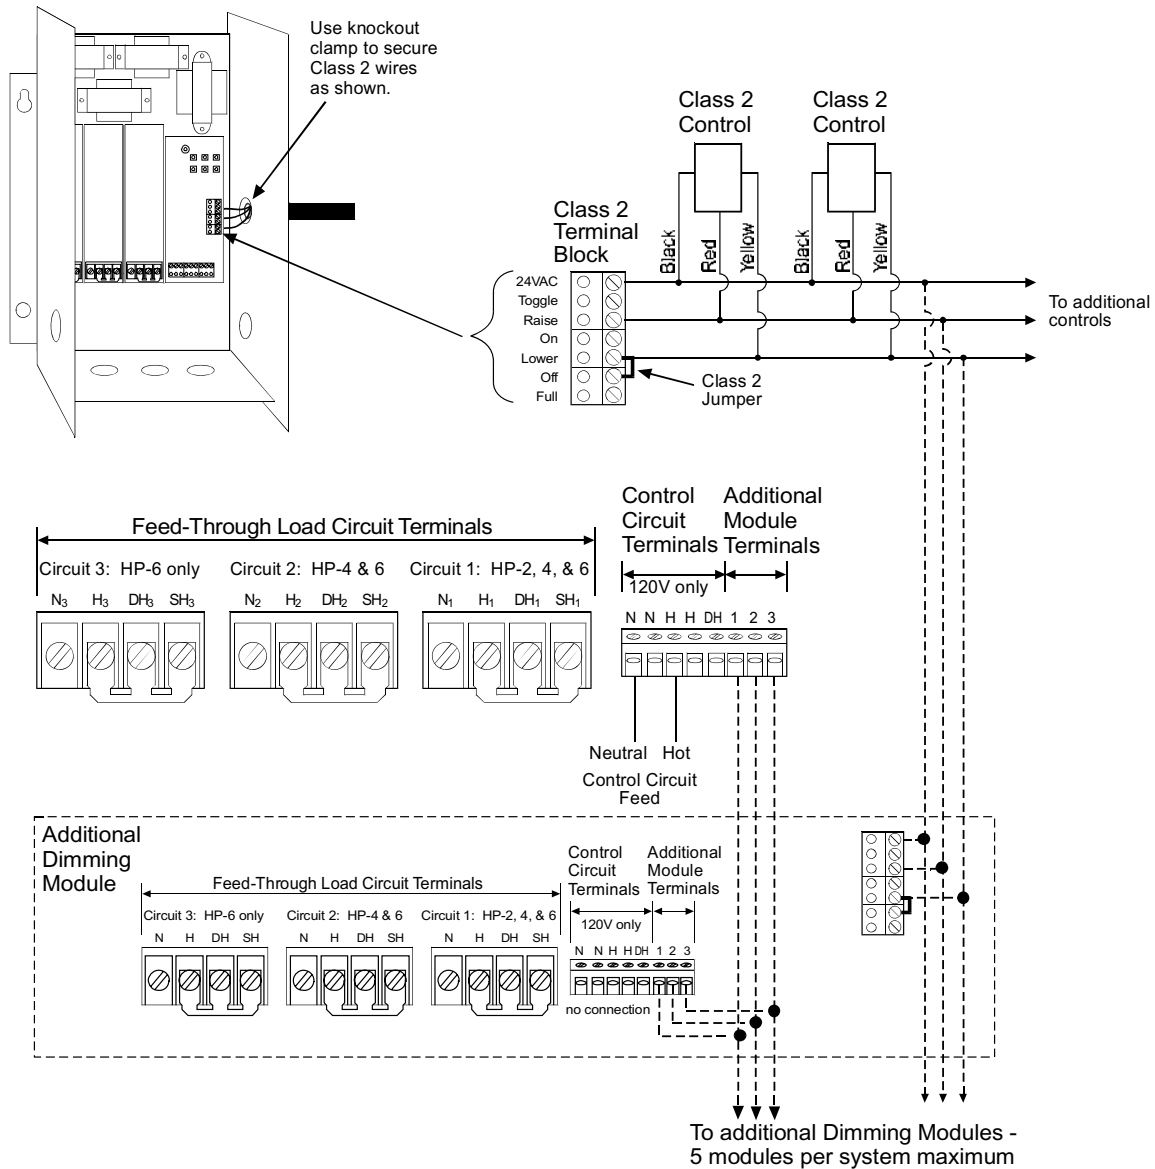 Use knockout
clamp to secure
Class 2 wires
as shown.
Class 2
Control
Class 2
Control
Class 2
Terminal
Block
Black
Red
Yellow
Black
Red
Yellow
24VAC
Toggle
Raise
On
Lower
Off
Full
To additional
controls
Class 2
Jumper
Control
Circuit
Terminals
Additional
Module
Terminals
Feed-Through Load Circuit Terminals
Circuit 3: HP-6 only
Circuit 2: HP-4 & 6
Circuit 1: HP-2, 4, & 6
120V only
N3 H3 DH3 SH3
N2 H2 DH2 SH2
N1 H1 DH1 SH1
N N H H DH 1 2 3
Neutral Hot
Control Circuit
Feed
Additional
Dimming
Module
Control
Circuit
Terminals
Additional
Module
Terminals
Feed-Through Load Circuit Terminals
Circuit 3: HP-6 only
Circuit 2: HP-4 & 6
Circuit 1: HP-2, 4, & 6
120V only
N H DH SH
N H DH SH
N H DH SH
N N H H DH 1 2 3
no connection
To additional Dimming Modules -
5 modules per system maximum